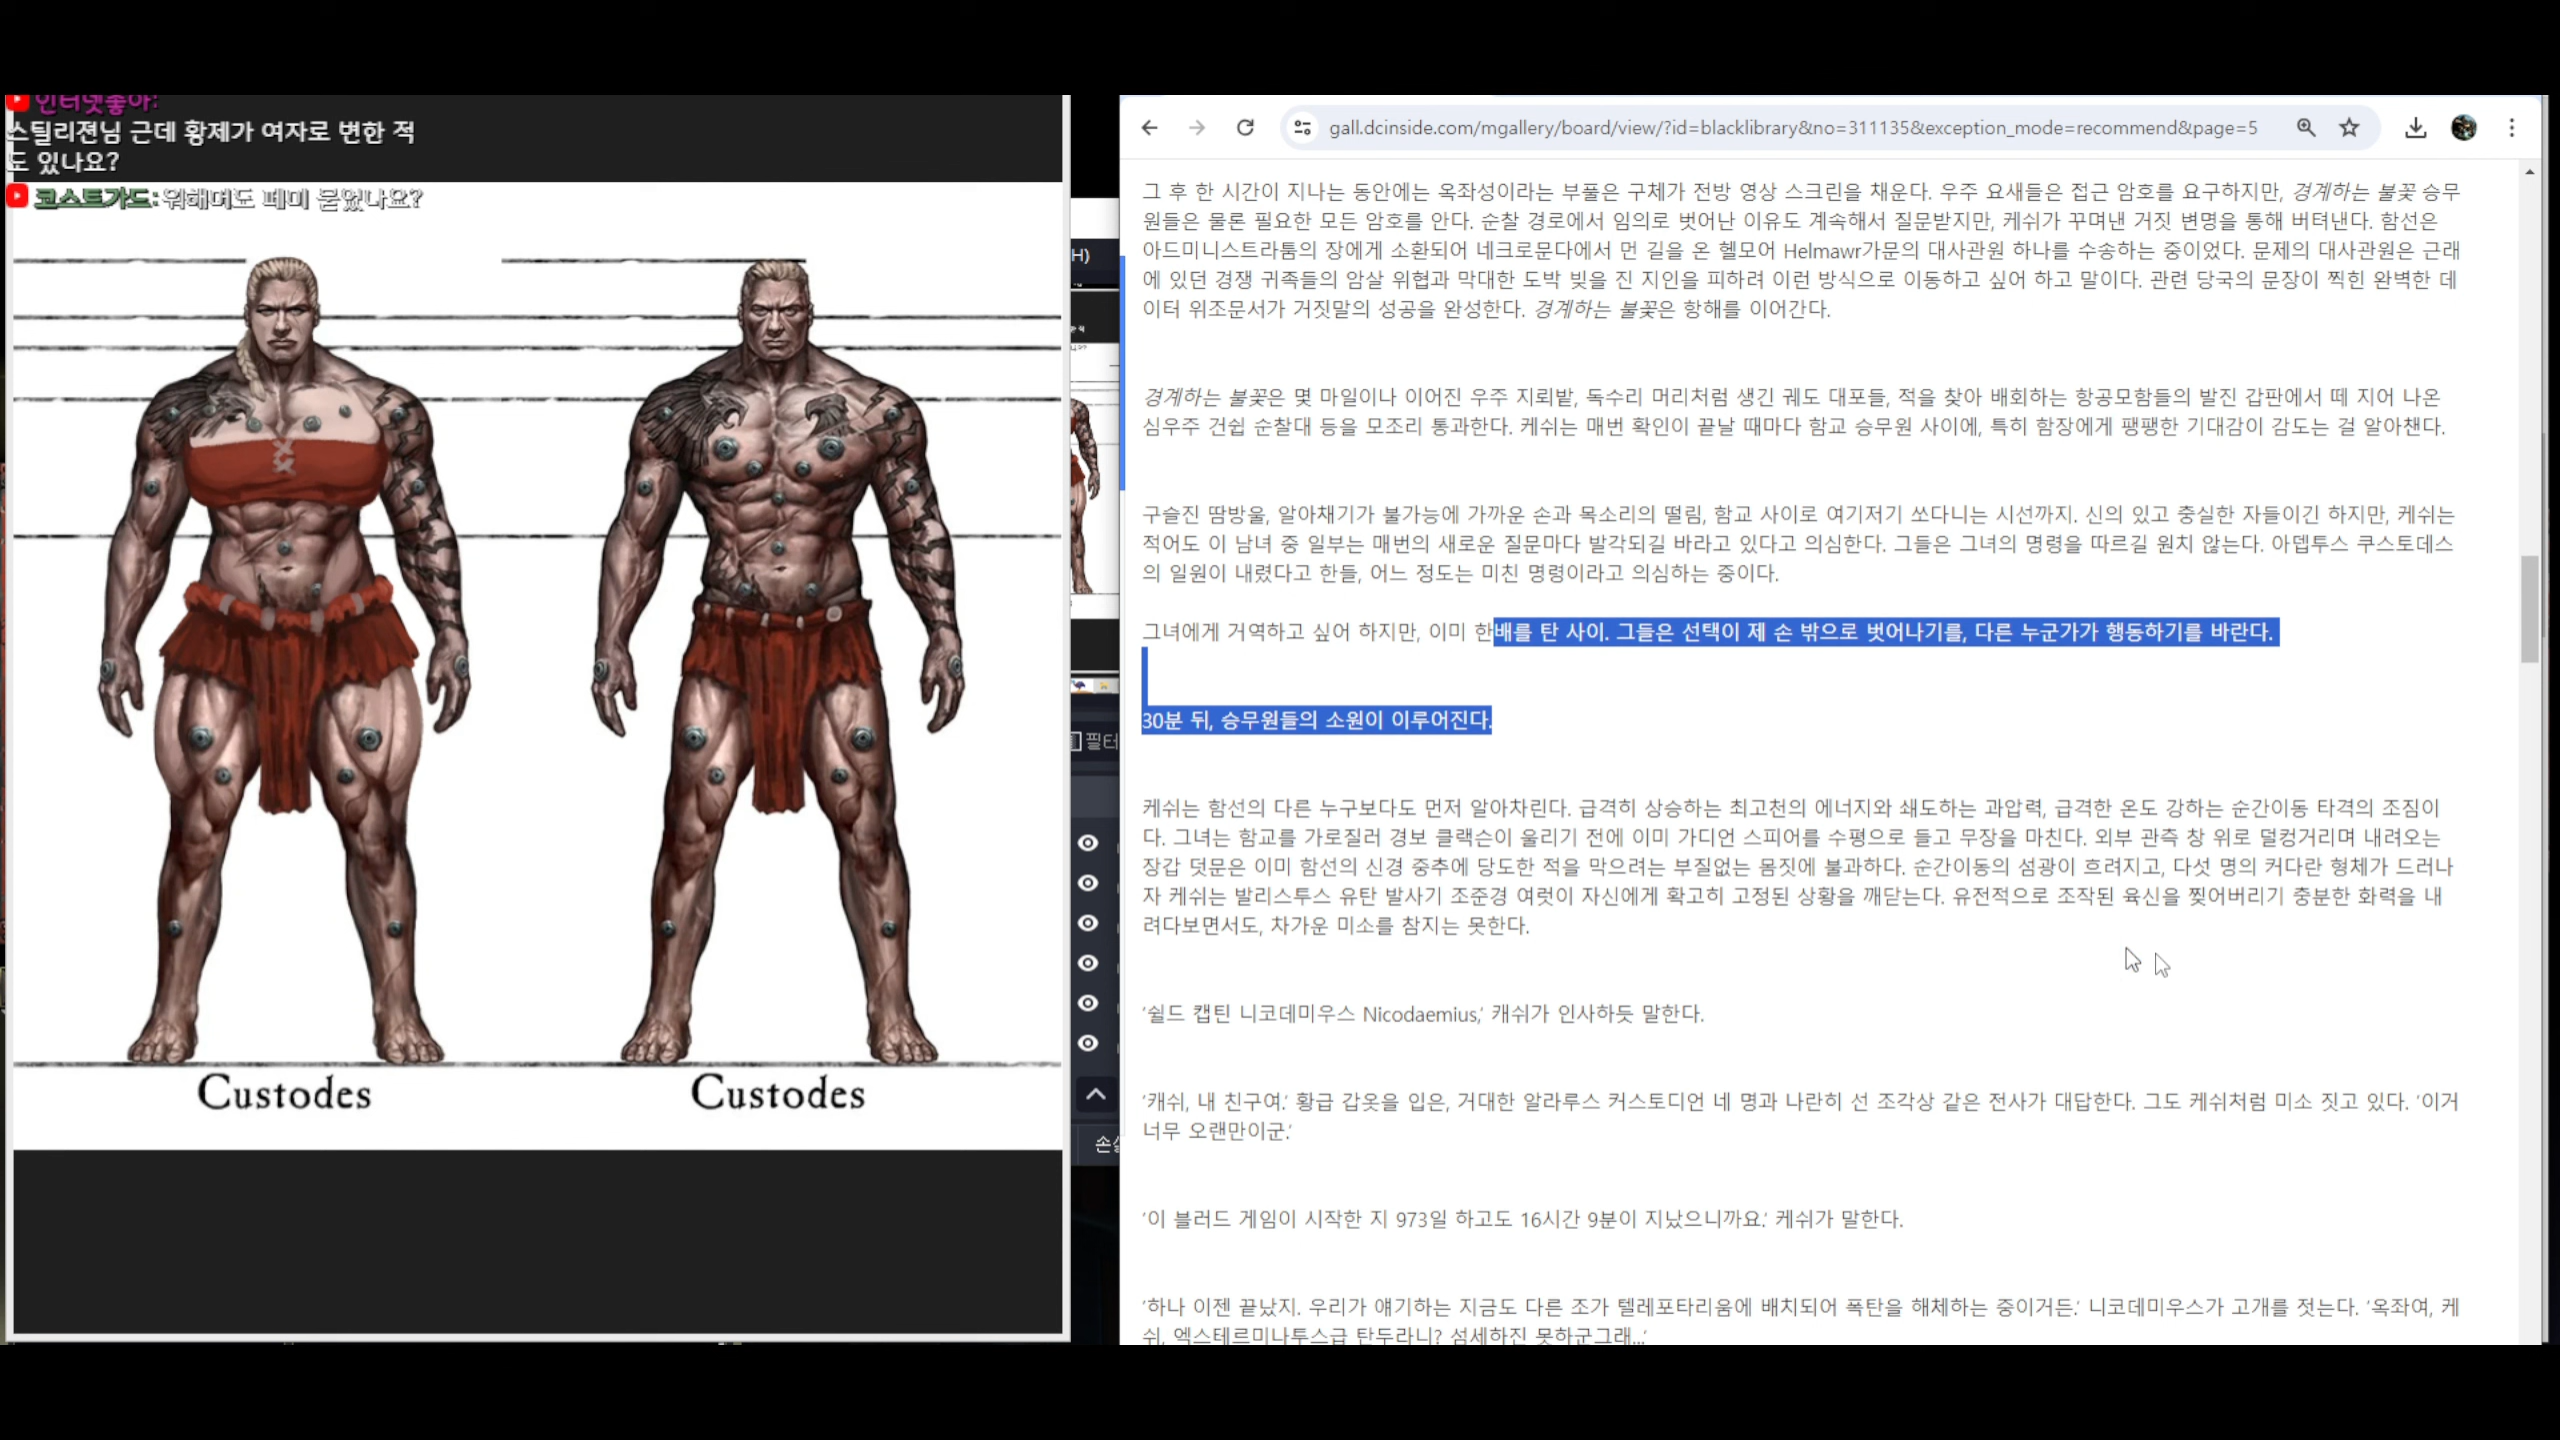 인터넷좋아:
스틸리젼님 근데 황제가 여자로 변한 적
도 있나요?
코스트가드: 워해머도 페미 묻었나요?
Custodes
Custodes
H)
필터
손상
gall.dcinside.com/mgallery/board/view/?id=blacklibrary&no=311135&exception_mode=recommend&page=5
그 후 한 시간이 지나는 동안에는 옥좌성이라는 부풀은 구체가 전방 영상 스크린을 채운다. 우주 요새들은 접근 암호를 요구하지만, 경계하는 불꽃 승무
원들은 물론 필요한 모든 암호를 안다. 순찰 경로에서 임의로 벗어난 이유도 계속해서 질문받지만, 케쉬가 꾸며낸 거짓 변명을 통해 버텨낸다. 함선은
아드미니스트라툼의 장에게 소환되어 네크로문다에서 먼 길을 온 헬모어 Helmawr가문의 대사관원 하나를 수송하는 중이었다. 문제의 대사관원은 근래
에 있던 경쟁 귀족들의 암살 위협과 막대한 도박 빚을 진 지인을 피하려 이런 방식으로 이동하고 싶어 하고 말이다. 관련 당국의 문장이 찍힌 완벽한 데
이터 위조문서가 거짓말의 성공을 완성한다. 경계하는 불꽃은 항해를 이어간다.
경계하는 불꽃은 몇 마일이나 이어진 우주 지뢰밭, 독수리 머리처럼 생긴 궤도 대포들, 적을 찾아 배회하는 항공모함들의 발진 갑판에서 떼 지어 나온
심우주 건쉽 순찰대 등을 모조리 통과한다. 케쉬는 매번 확인이 끝날 때마다 함교 승무원 사이에, 특히 함장에게 팽팽한 기대감이 감도는 걸 알아챈다.
구슬진 땀방울, 알아채기가 불가능에 가까운 손과 목소리의 떨림, 함교 사이로 여기저기 쏘다니는 시선까지. 신의 있고 충실한 자들이긴 하지만, 케쉬는
적어도 이 남녀 중 일부는 매번의 새로운 질문마다 발각되길 바라고 있다고 의심한다. 그들은 그녀의 명령을 따르길 원치 않는다. 아뎁투스 쿠스토데스
의 일원이 내렸다고 한들, 어느 정도는 미친 명령이라고 의심하는 중이다.
그녀에게 거역하고 싶어 하지만, 이미 한배를 탄 사이. 그들은 선택이 제 손 밖으로 벗어나기를, 다른 누군가가 행동하기를 바란다.
30분 뒤, 승무원들의 소원이 이루어진다.
케쉬는 함선의 다른 누구보다도 먼저 알아차린다. 급격히 상승하는 최고천의 에너지와 쇄도하는 과압력, 급격한 온도 강하는 순간이동 타격의 조짐이
다. 그녀는 함교를 가로질러 경보 클랙슨이 울리기 전에 이미 가디언 스피어를 수평으로 들고 무장을 마친다. 외부 관측 창 위로 덜컹거리며 내려오는
장갑 덧문은 이미 함선의 신경 중추에 당도한 적을 막으려는 부질없는 몸짓에 불과하다. 순간이동의 섬광이 흐려지고, 다섯 명의 커다란 형체가 드러나
자 케쉬는 발리스투스 유탄 발사기 조준경 여럿이 자신에게 확고히 고정된 상황을 깨닫는다. 유전적으로 조작된 육신을 찢어버리기 충분한 화력을 내
려다보면서도, 차가운 미소를 참지는 못한다.
'쉴드 캡틴 니코데미우스 Nicodaemius,' 캐쉬가 인사하듯 말한다.
'캐쉬, 내 친구여.' 황급 갑옷을 입은, 거대한 알라루스 커스토디언 네 명과 나란히 선 조각상 같은 전사가 대답한다. 그도 케쉬처럼 미소 짓고 있다. '이거
너무 오랜만이군.'
'이 블러드 게임이 시작한 지 973일 하고도 16시간 9분이 지났으니까요.' 케쉬가 말한다.
'하나 이젠 끝났지. 우리가 얘기하는 지금도 다른 조가 텔레포타리움에 배치되어 폭탄을 해체하는 중이거든.' 니코데미우스가 고개를 젓는다. '옥좌여, 케
쉬, 엑스테르미나투스급 탄두라니? 섬세하진 못하군그래...'